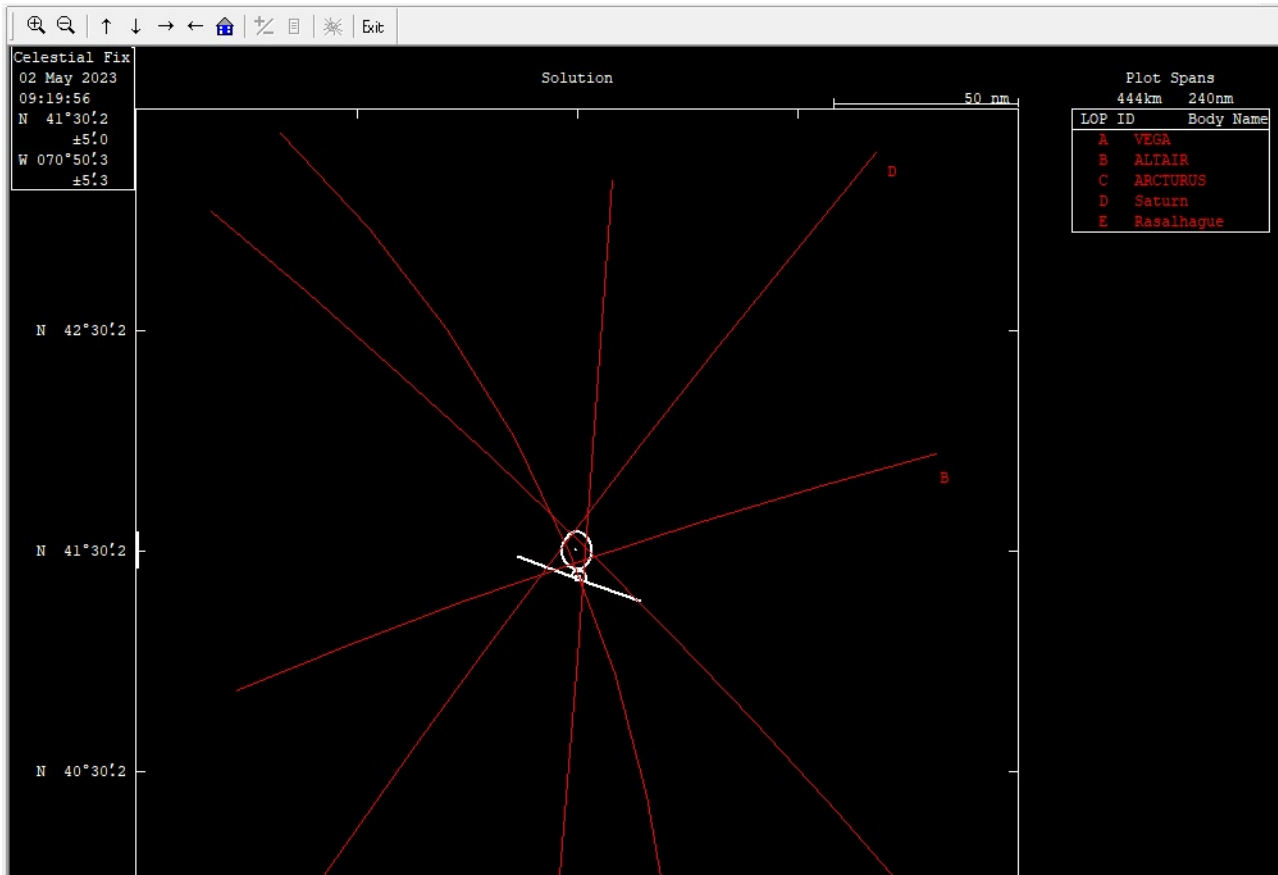 Exit
Celestial Fix
02 May 2023
09:19:56
N 41°30.'2
±5.'0
W 070°50.'3
±5.'3
Solution
50 nm
Plot Spans
444km 240nm
LOP ID Body Name
A VEGA
B ALTAIR
C ARCTURUS
D Saturn
E Rasalhague
D
N 42°30.'2
B
N 41°30.'2
N 40°30.'2